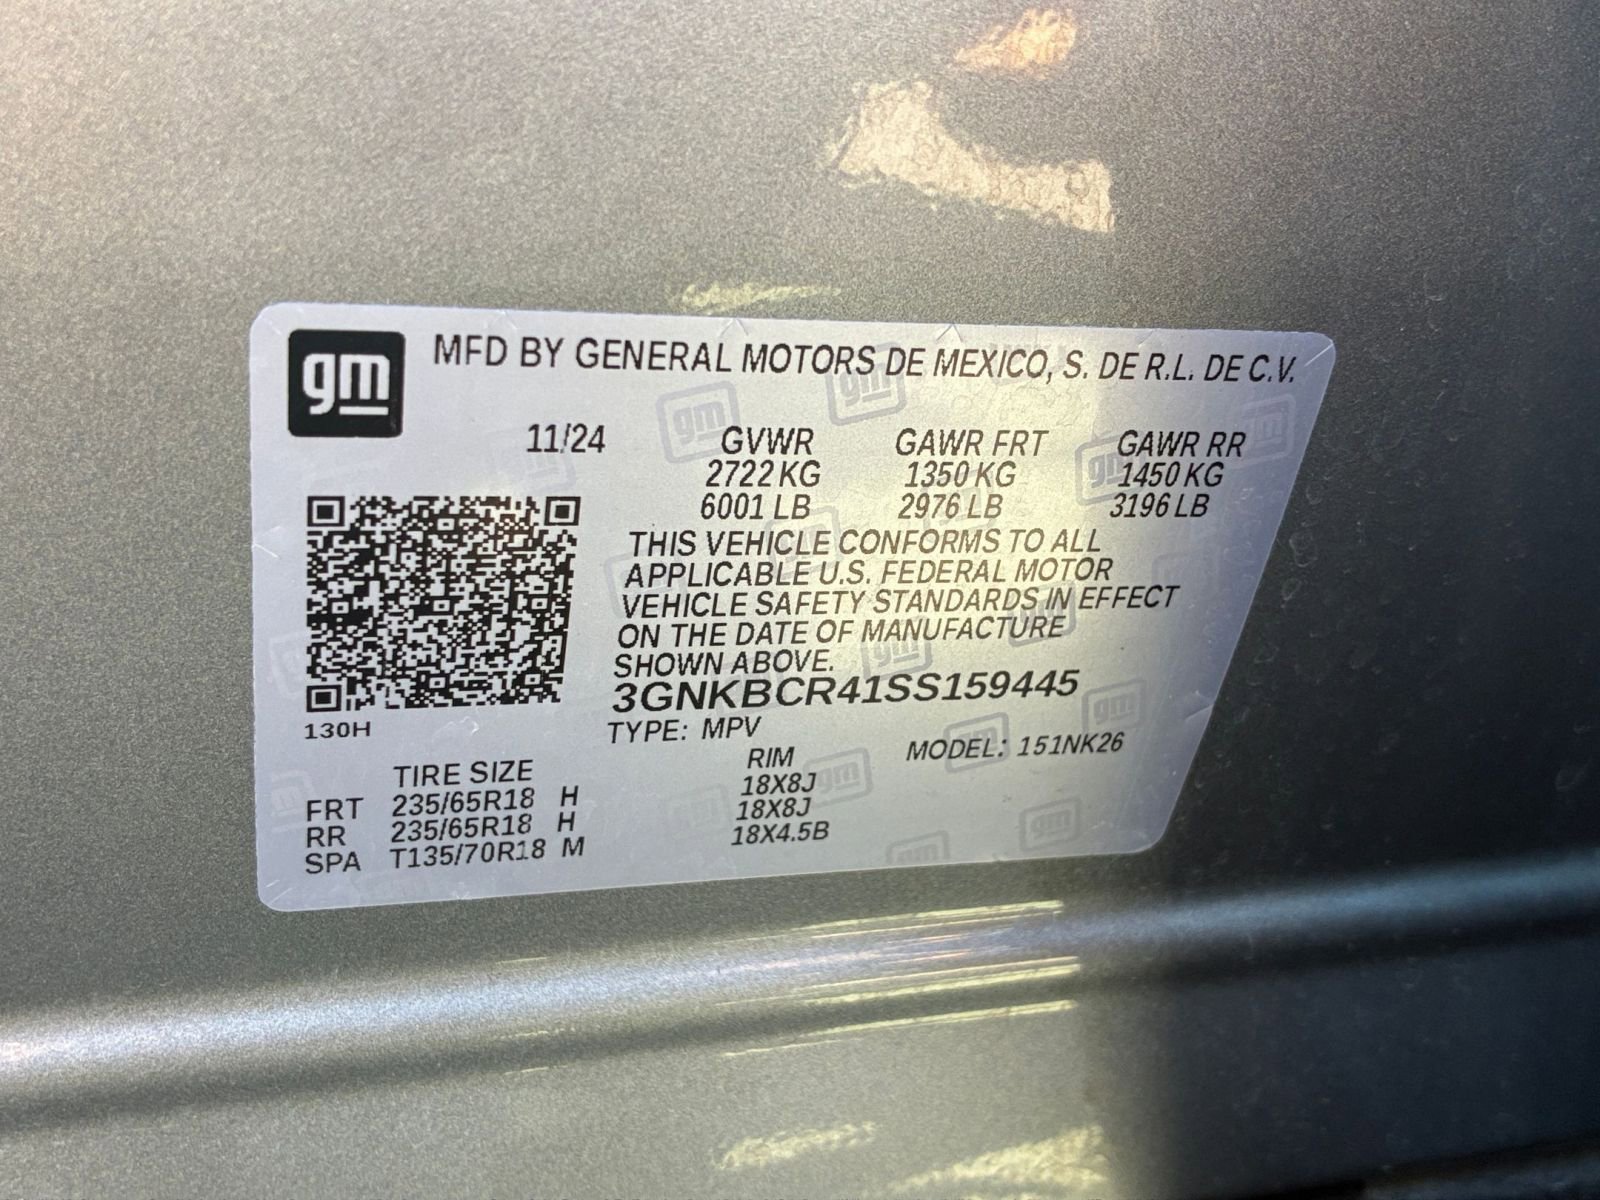 gm MFD BY GENERAL MOTORS DE MEXICO, S. DE R.L. DE C.V.
11/24 GVWR GAWR FRT GAWR RR
2722 KG 1350 KG 1450 KG
6001 LB 2976 LB 3196 LB
THIS VEHICLE CONFORMS TO ALL
APPLICABLE U.S. FEDERAL MOTOR
VEHICLE SAFETY STANDARDS IN EFFECT
ON THE DATE OF MANUFACTURE
SHOWN ABOVE.
3GNKBCR41SS159445
130H TYPE: MPV
TIRE SIZE RIM MODEL: 151NK26
FRT 235/65R18 H 18X8J
RR 235/65R18 H 18X8J
SPA T135/70R18 M 18X4.5B